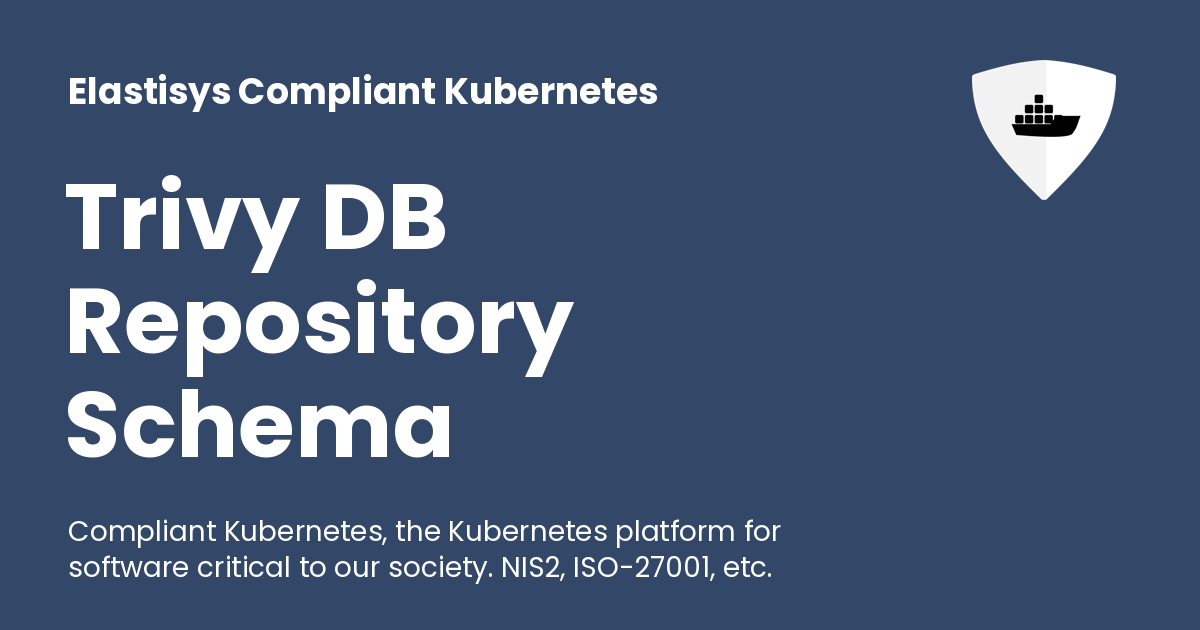 Elastisys Compliant Kubernetes
Trivy DB
Repository
Schema
Compliant Kubernetes, the Kubernetes platform for
software critical to our society. NIS2, ISO-27001, etc.